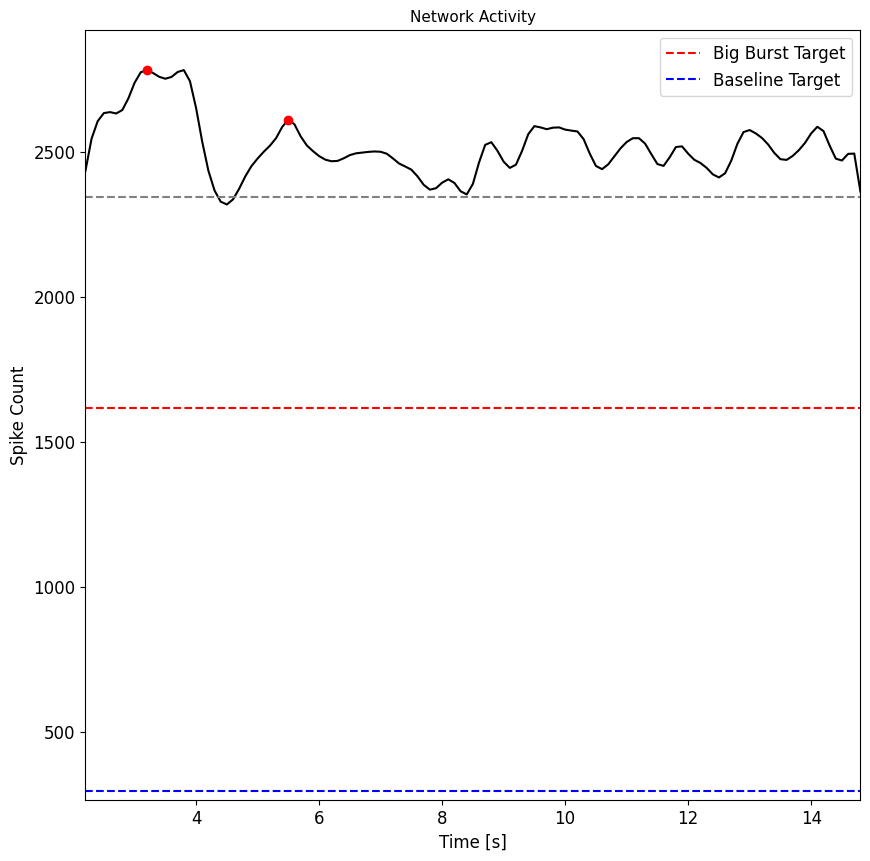 Network Activity
Big Burst Target
Baseline Target
Spike Count
2500
2000
1500
1000
500
4 6 8 10 12 14
Time [s]